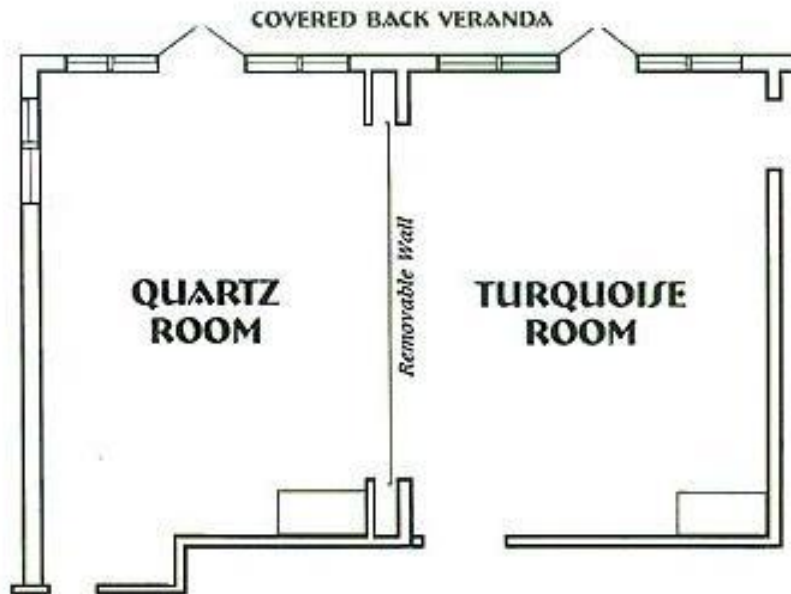 COVERED BACK VERANDA
QUARTZ
ROOM
Removable Wall
TURQUOISE
ROOM